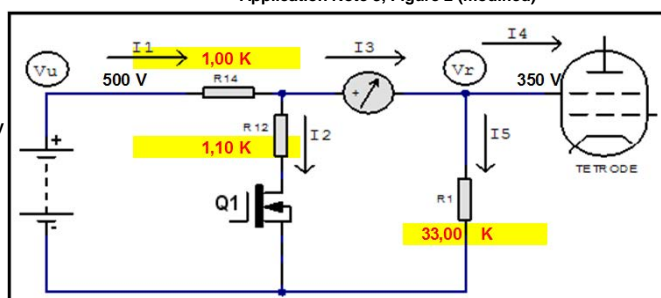 Application Note 3, Figure 2 (modified)
I1
1,00 K
I3
I4
Vu
500 V
R14
Vr
350 V
+
R12
I2
I5
1,10 K
TETRODE
Q1
R1
33,00 K
+
-
V